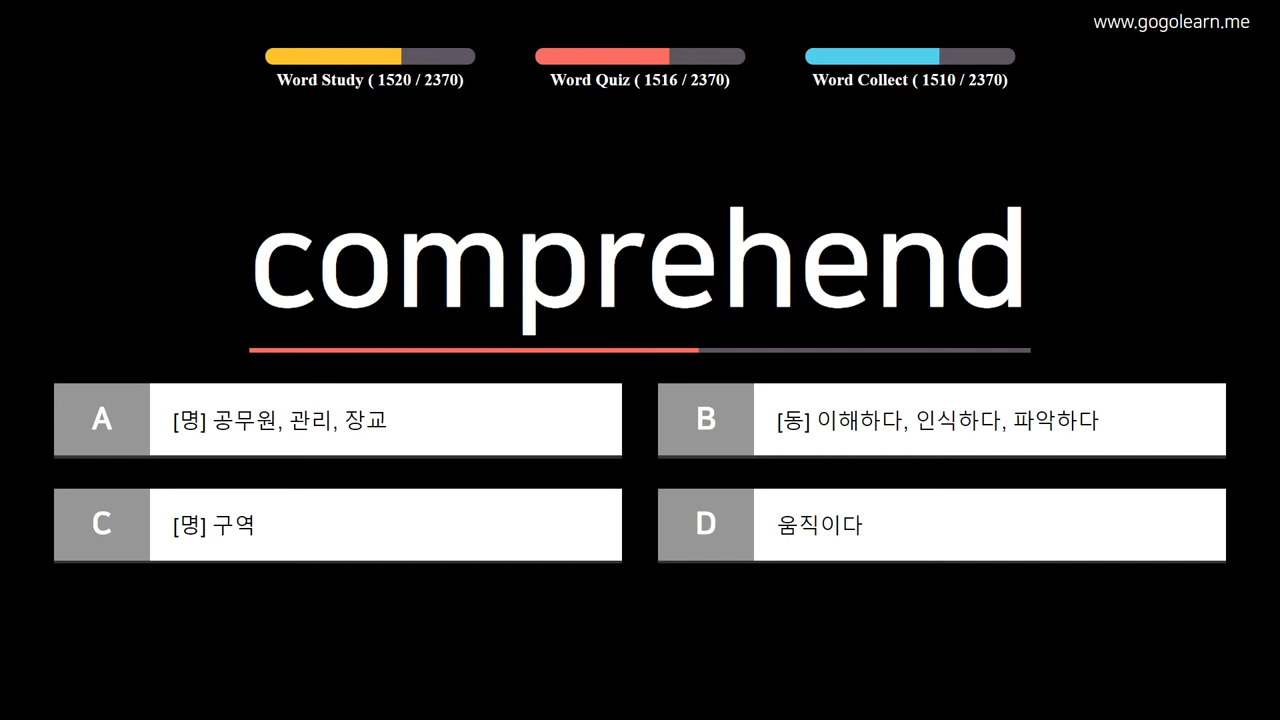 www.gogolearn.me
Word Study ( 1520 / 2370)
Word Quiz ( 1516 / 2370)
Word Collect ( 1510 / 2370)
comprehend
A
[명] 공무원, 관리, 장교
B
[동] 이해하다, 인식하다, 파악하다
C
[명] 구역
D
움직이다